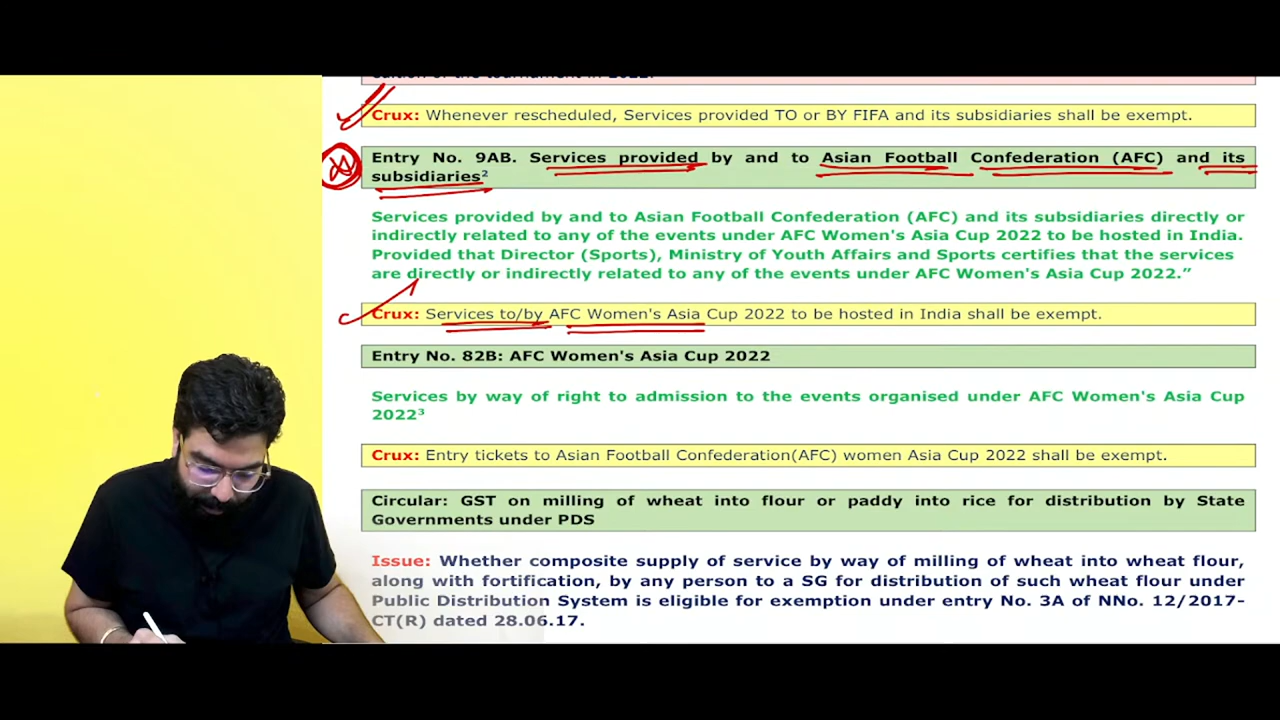 Crux: Whenever rescheduled, Services provided TO or BY FIFA and its subsidiaries shall be exempt.
Entry No. 9AB. Services provided by and to Asian Football Confederation (AFC) and its
subsidiaries²
Services provided by and to Asian Football Confederation (AFC) and its subsidiaries directly or
indirectly related to any of the events under AFC Women's Asia Cup 2022 to be hosted in India.
Provided that Director (Sports), Ministry of Youth Affairs and Sports certifies that the services
are directly or indirectly related to any of the events under AFC Women's Asia Cup 2022.”
Crux: Services to/by AFC Women's Asia Cup 2022 to be hosted in India shall be exempt.
Entry No. 82B: AFC Women's Asia Cup 2022
Services by way of right to admission to the events organised under AFC Women's Asia Cup
2022³
Crux: Entry tickets to Asian Football Confederation(AFC) women Asia Cup 2022 shall be exempt.
Circular: GST on milling of wheat into flour or paddy into rice for distribution by State
Governments under PDS
Issue: Whether composite supply of service by way of milling of wheat into wheat flour,
along with fortification, by any person to a SG for distribution of such wheat flour under
Public Distribution System is eligible for exemption under entry No. 3A of NNo. 12/2017-
CT(R) dated 28.06.17.